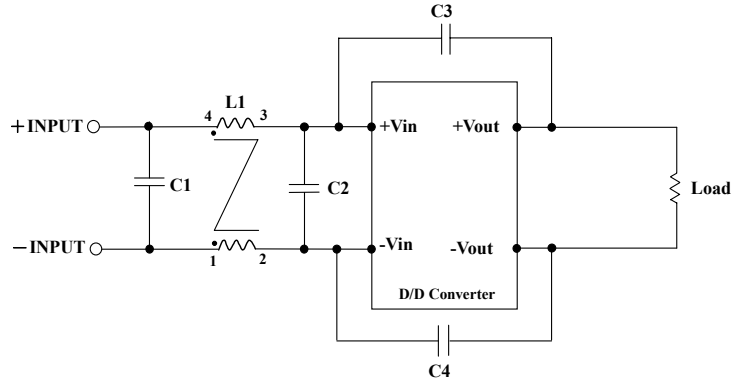 C3
L1
4 3
+INPUT
+Vin
+Vout
C1
C2
Load
-INPUT
1 2
-Vin
-Vout
D/D Converter
C4